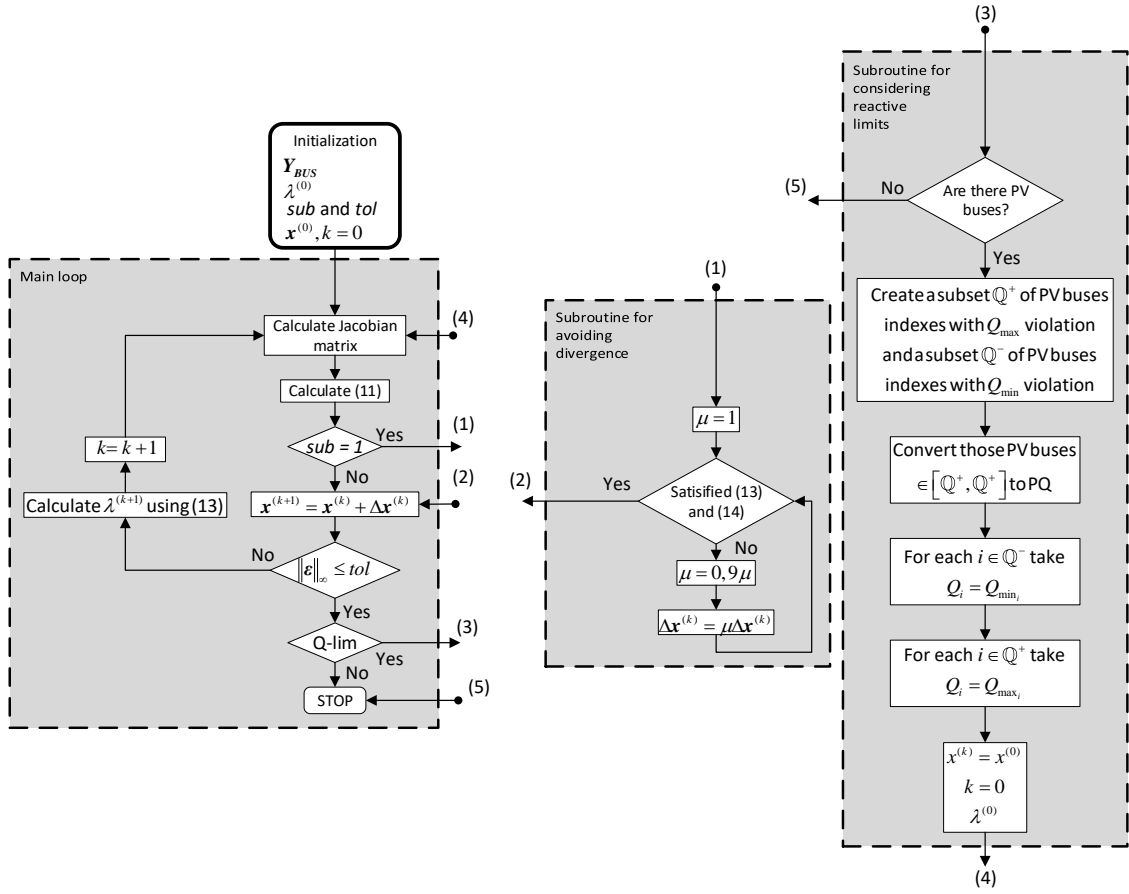 Initialization
Y_BUS
λ^(0)
sub and tol
x^(0), k = 0
Main loop
Calculate Jacobian
matrix
(4)
Calculate (11)
sub = 1
Yes
(1)
No
(2)
x^(k+1) = x^(k) + Δx^(k)
k= k +1
Calculate λ^(k+1) using (13)
No
‖ε‖_∞ ≤ tol
Yes
Q-lim
(3)
Yes
No
(5)
STOP
(1)
Subroutine for
avoiding
divergence
μ = 1
(2)
Yes
Satisified (13)
and (14)
No
μ = 0,9μ
Δx^(k) = μΔx^(k)
(3)
Subroutine for
considering
reactive
limits
(5)
No
Are there PV
buses?
Yes
Create a subset ℚ^+ of PV buses
indexes with Q_max violation
and a subset ℚ^- of PV buses
indexes with Q_min violation
Convert those PV buses
∈ [ℚ^+, ℚ^+] to PQ
For each i ∈ ℚ^- take
Q_i = Q_min_i
For each i ∈ ℚ^+ take
Q_i = Q_max_i
x^(k) = x^(0)
k = 0
λ^(0)
(4)